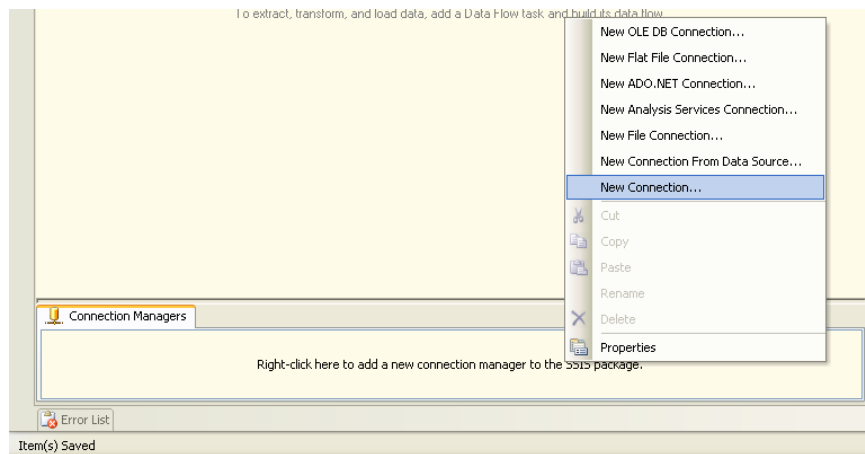 To extract, transform, and load data, add a Data Flow task and build its data flow
New OLE DB Connection...
New Flat File Connection...
New ADO.NET Connection...
New Analysis Services Connection...
New File Connection...
New Connection From Data Source...
New Connection...
Cut
Copy
Paste
Rename
Delete
Properties
Connection Managers
Right-click here to add a new connection manager to the SSIS package.
Error List
Item(s) Saved